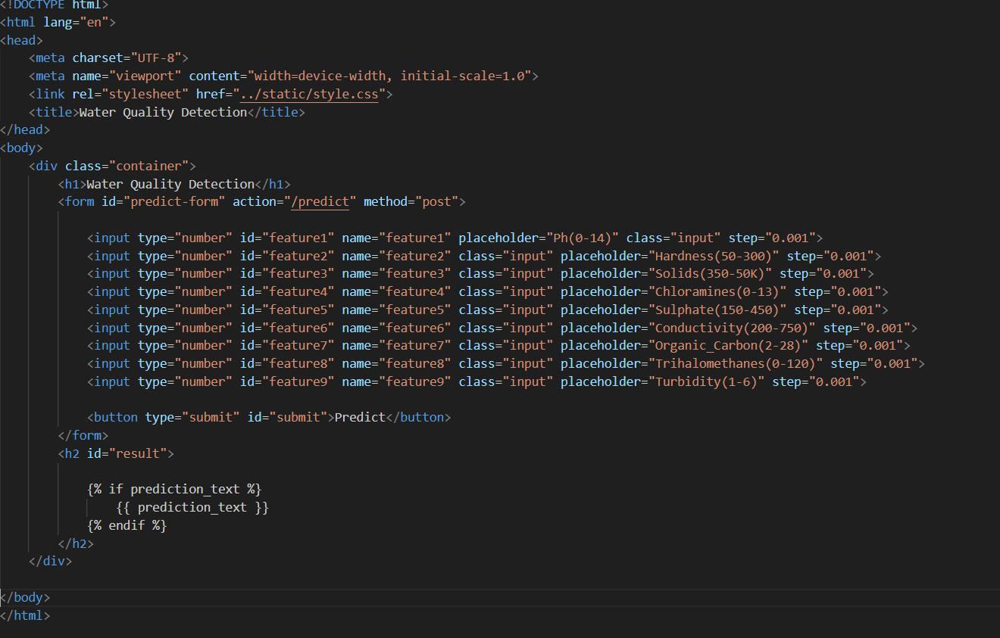 <!DOCTYPE html>
<html lang="en">
<head>
    <meta charset="UTF-8">
    <meta name="viewport" content="width=device-width, initial-scale=1.0">
    <link rel="stylesheet" href="../static/style.css">
    <title>Water Quality Detection</title>
</head>
<body>
    <div class="container">
        <h1>Water Quality Detection</h1>
        <form id="predict-form" action="/predict" method="post">

            <input type="number" id="feature1" name="feature1" placeholder="Ph(0-14)" class="input" step="0.001">
            <input type="number" id="feature2" name="feature2" class="input" placeholder="Hardness(50-300)" step="0.001">
            <input type="number" id="feature3" name="feature3" class="input" placeholder="Solids(350-50K)" step="0.001">
            <input type="number" id="feature4" name="feature4" class="input" placeholder="Chloramines(0-13)" step="0.001">
            <input type="number" id="feature5" name="feature5" class="input" placeholder="Sulphate(150-450)" step="0.001">
            <input type="number" id="feature6" name="feature6" class="input" placeholder="Conductivity(200-750)" step="0.001">
            <input type="number" id="feature7" name="feature7" class="input" placeholder="Organic_Carbon(2-28)" step="0.001">
            <input type="number" id="feature8" name="feature8" class="input" placeholder="Trihalomethanes(0-120)" step="0.001">
            <input type="number" id="feature9" name="feature9" class="input" placeholder="Turbidity(1-6)" step="0.001">

            <button type="submit" id="submit">Predict</button>
        </form>
        <h2 id="result">

            {% if prediction_text %}
                {{ prediction_text }}
            {% endif %}
        </h2>
    </div>

</body>
</html>